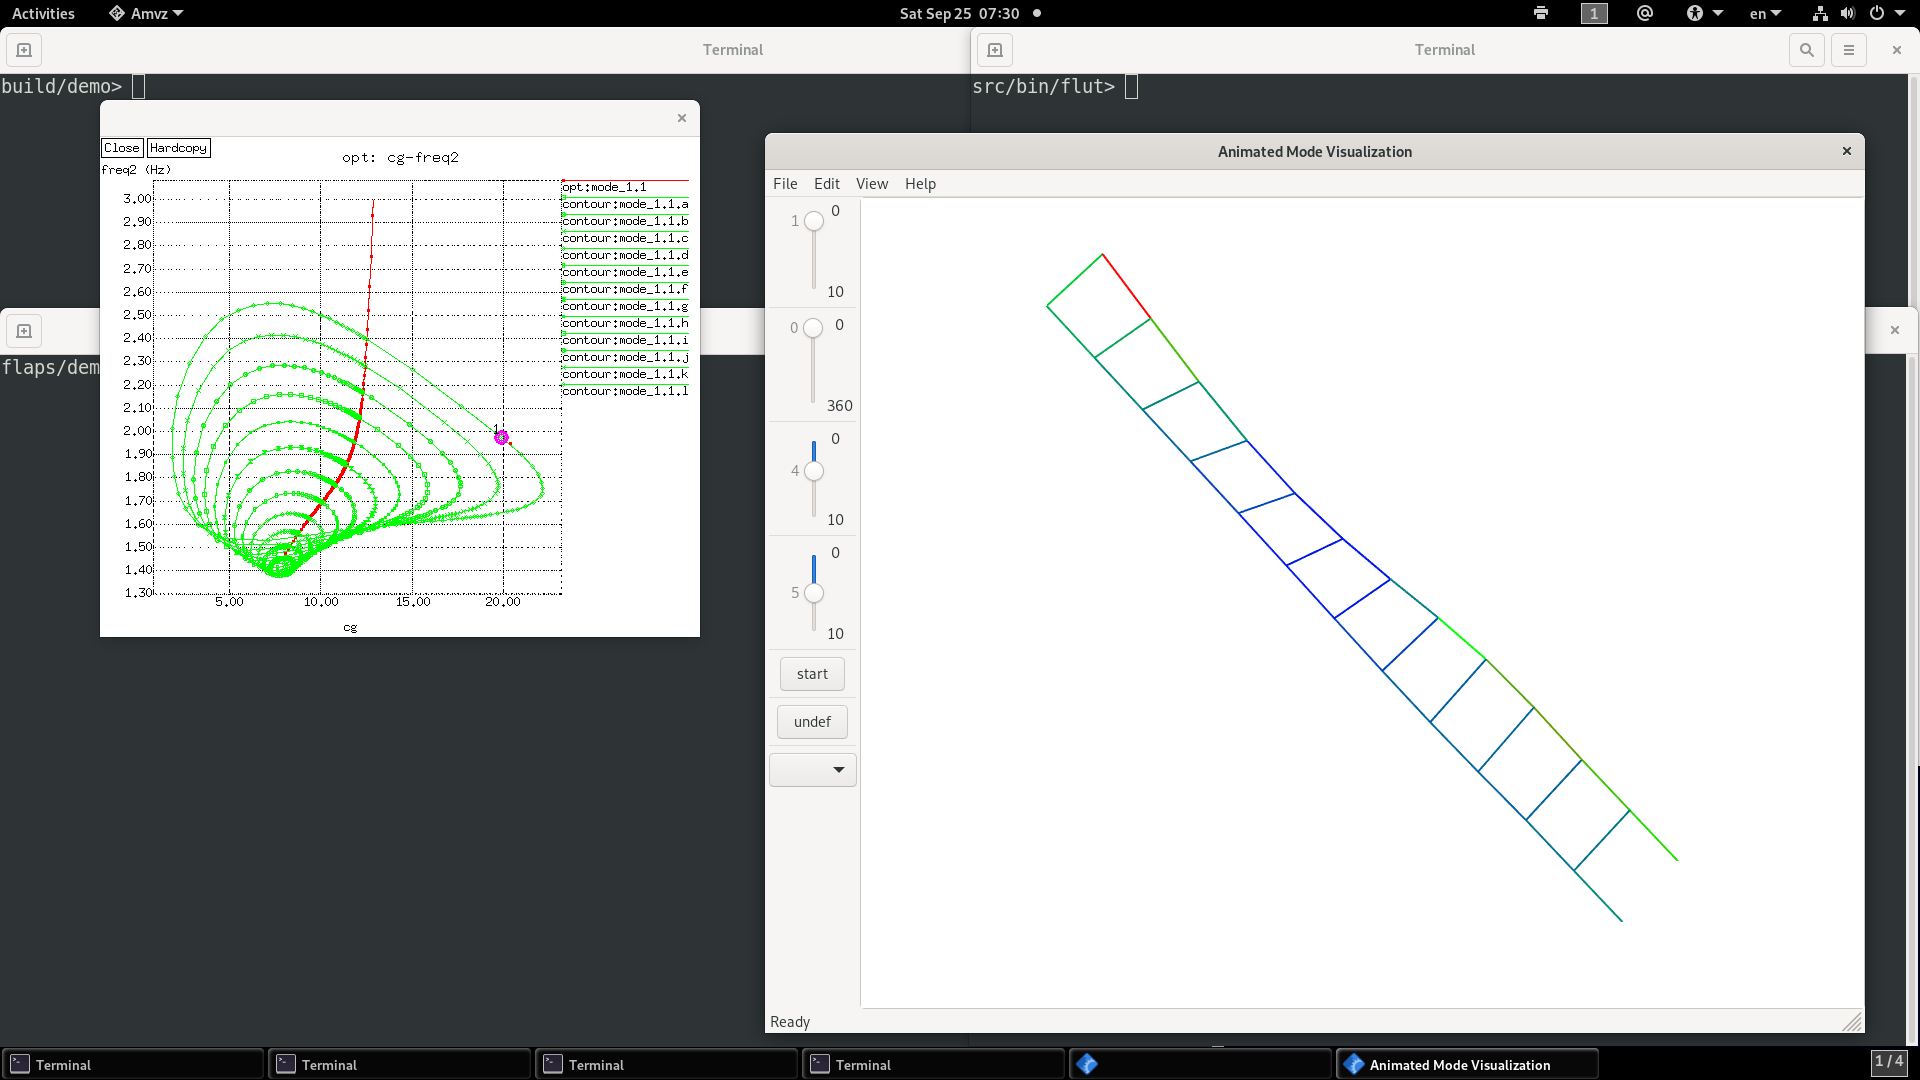 Activities
Amvz
Sat Sep 25 07:30
1
en
Terminal
Terminal
build/demo>
src/bin/flut>
Close
Hardcopy
opt: cg-freq2
freq2 (Hz)
3.00
2.90
2.80
2.70
2.60
2.50
2.40
2.30
2.20
2.10
2.00
1.90
1.80
1.70
1.60
1.50
1.40
1.30
5.00
10.00
15.00
20.00
cg
1
opt:mode_1.1
contour:mode_1.1.a
contour:mode_1.1.b
contour:mode_1.1.c
contour:mode_1.1.d
contour:mode_1.1.e
contour:mode_1.1.f
contour:mode_1.1.g
contour:mode_1.1.h
contour:mode_1.1.i
contour:mode_1.1.j
contour:mode_1.1.k
contour:mode_1.1.l
flaps/dem
Animated Mode Visualization
File
Edit
View
Help
1
0
10
0
0
360
4
0
10
5
0
10
start
undef
Ready
Terminal
Terminal
Terminal
Terminal
Animated Mode Visualization
1 / 4